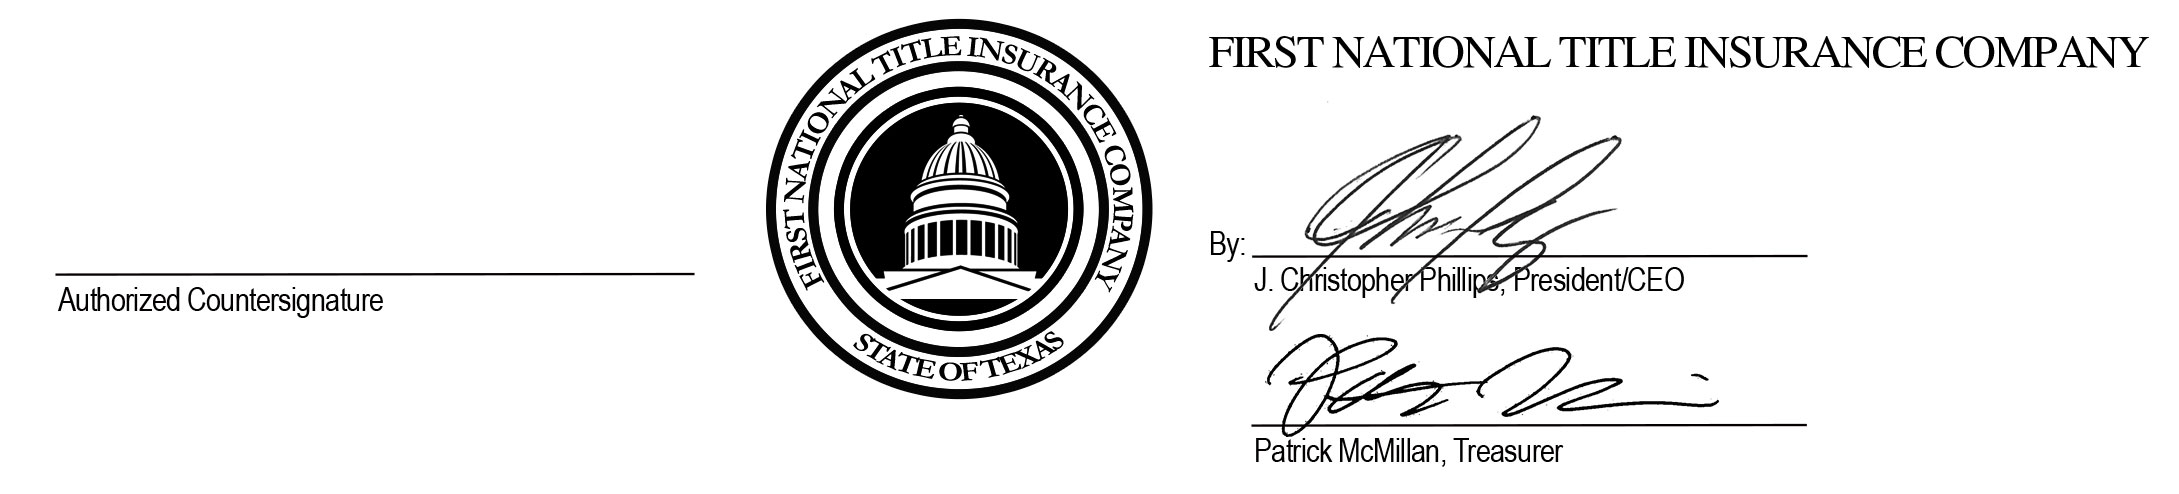 Authorized Countersignature
FIRST NATIONAL TITLE INSURANCE COMPANY
STATE OF TEXAS
FIRST NATIONAL TITLE INSURANCE COMPANY
By:
J. Christopher Phillips, President/CEO
Patrick McMillan, Treasurer